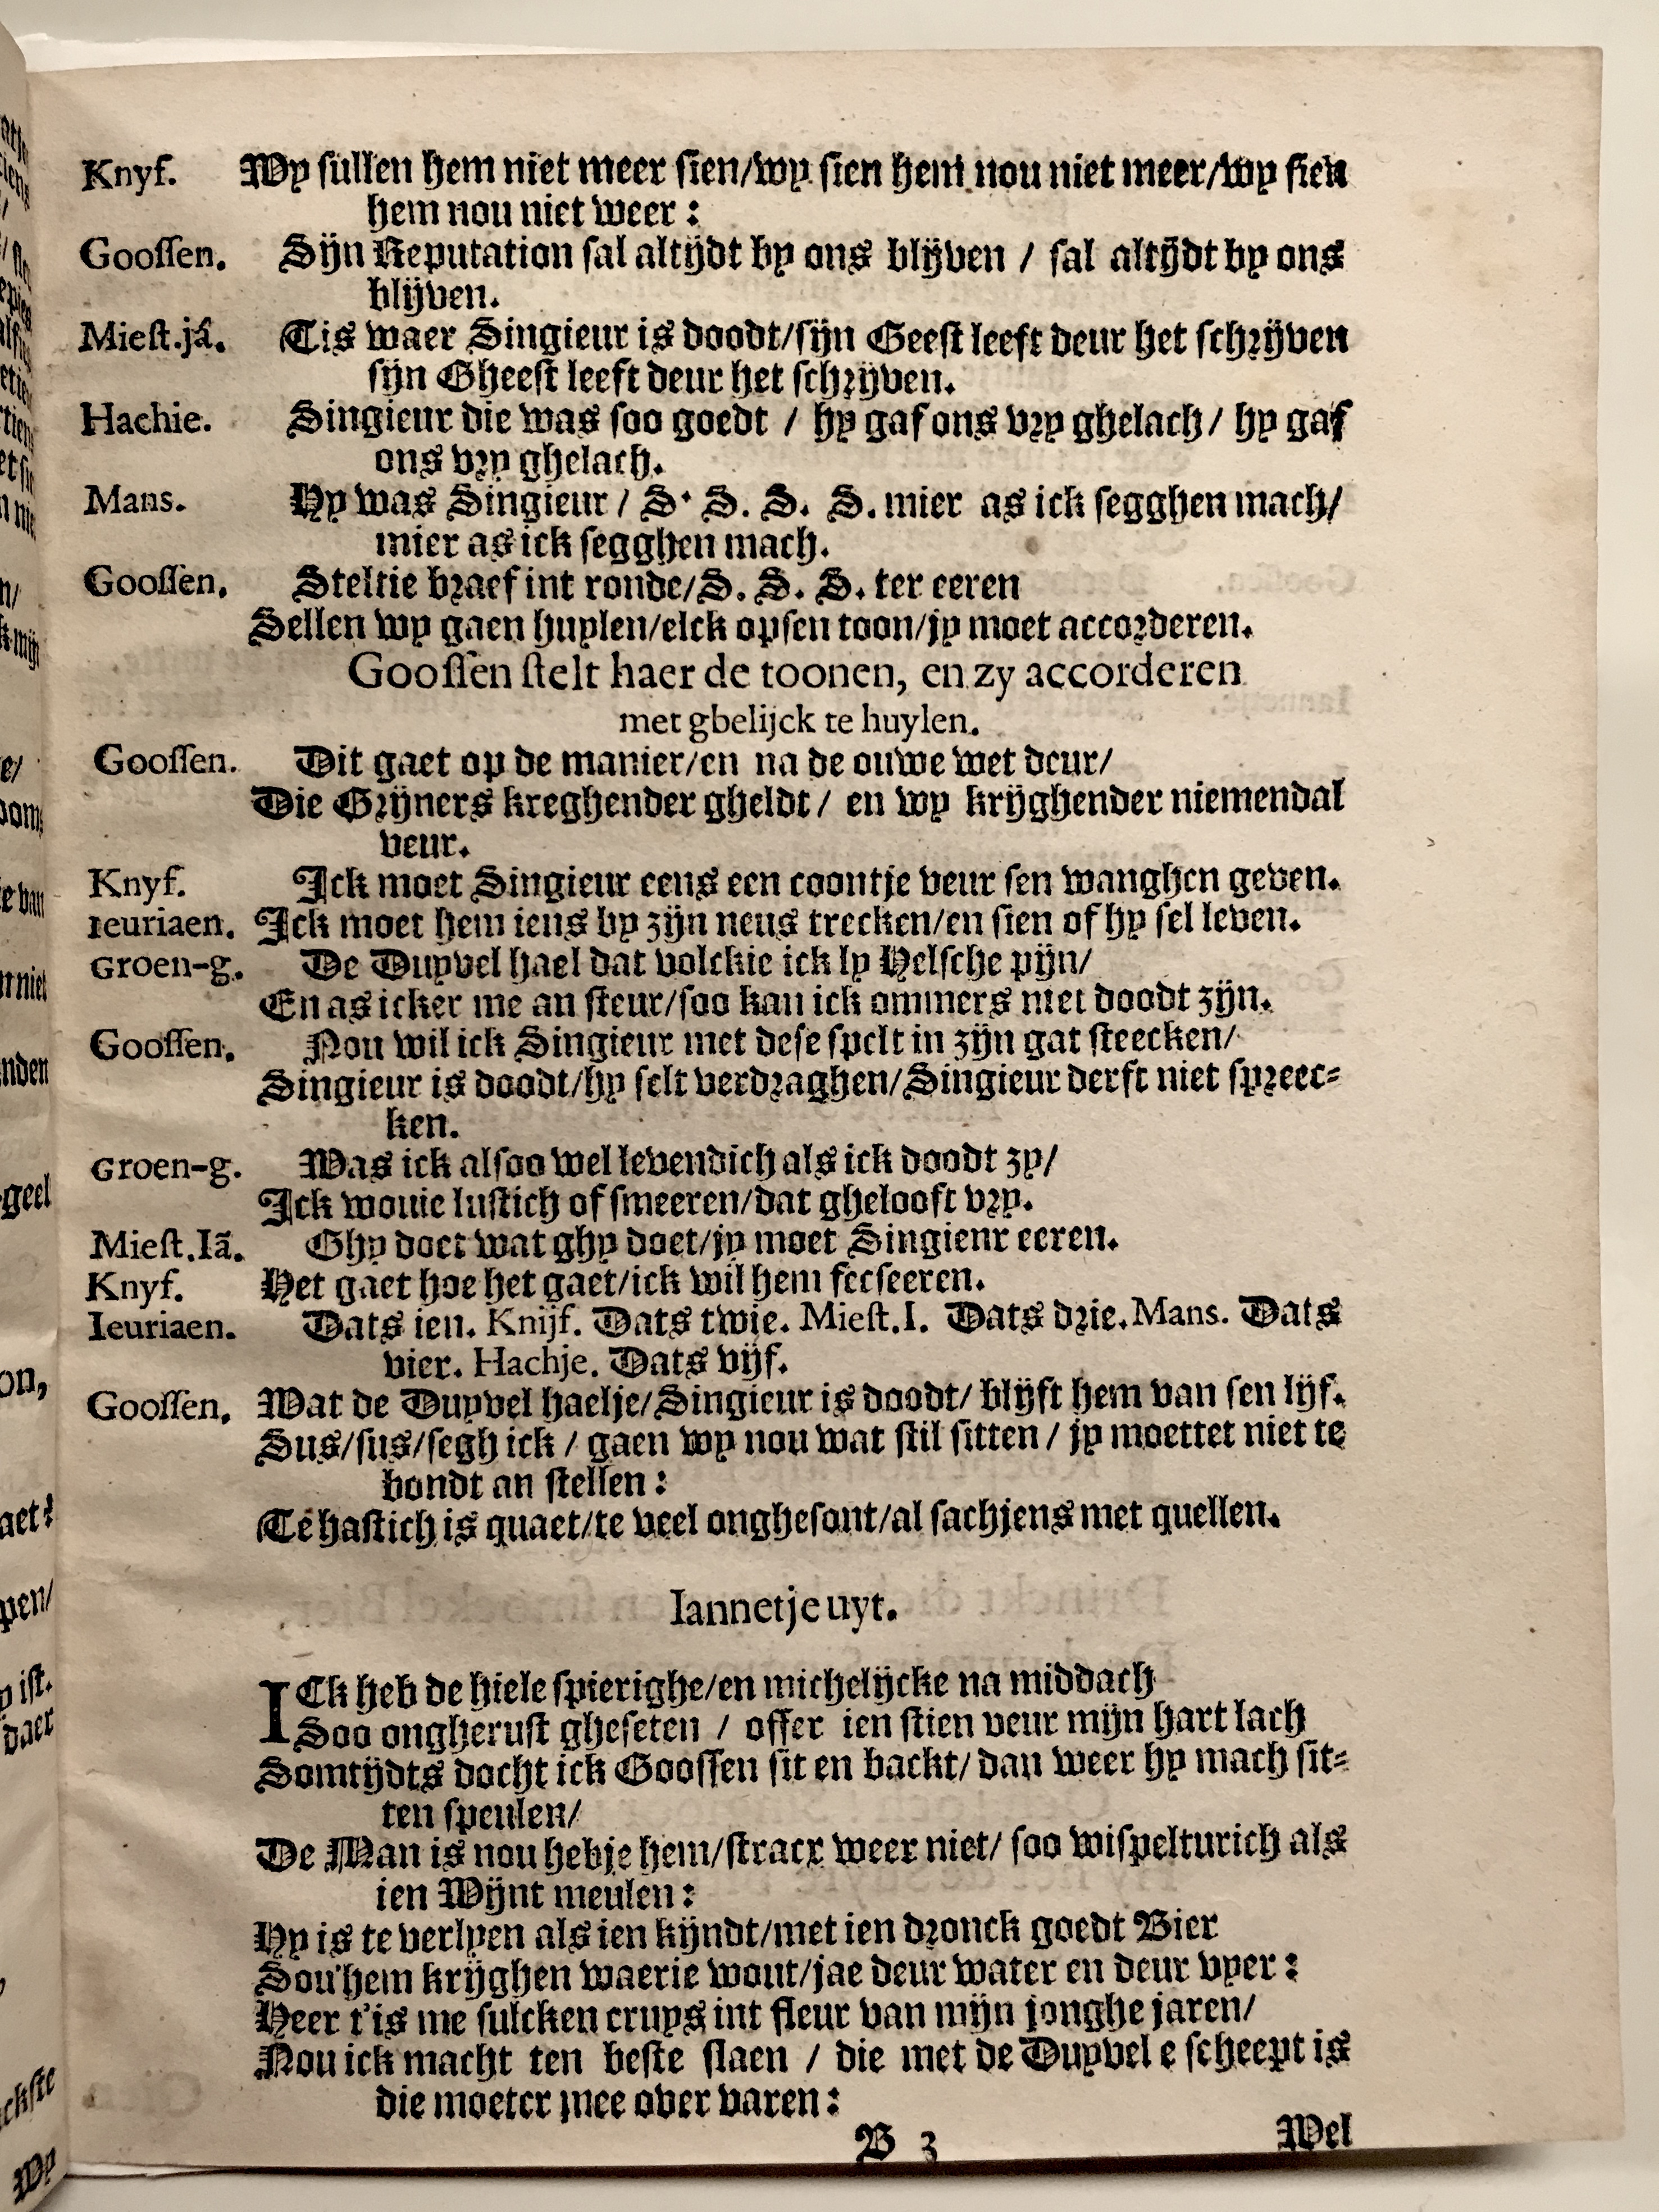 Knyf. Wy sullen hem niet meer sien/wy sien hem nou niet meer/wy sien
hem nou niet weer :
Goossen. Sijn Reputation sal altijdt by ons blijven / sal altijdt by ons
blijven.
Miest.jā. Tis waer Singieur is doodt/sijn Geest leeft deur het schrijven
sijn Gheest leeft deur het schrijven.
Hachie. Singieur die was soo goedt / hy gaf ons vry ghelach / hy gaf
ons vry ghelach.
Mans. Hy was Singieur / S. S. S. S. mier as ick segghen mach/
mier as ick segghen mach.
Goossen. Steltie braef int ronde/S. S. S. ter eeren
Sellen wy gaen huylen/elck opsen toon/jy moet accorderen.
Goossen stelt haer de toonen, en zy accorderen
met gbelijck te huylen.
Goossen. Dit gaet op de manier/en na de ouwe wet deur/
Die Grijners kreghender gheldt / en wy krijghender niemendal
veur.
Knyf. Ick moet Singieur eens een coontje veur sen wanghen geven.
Ieuriaen. Ick moet hem iens by zijn neus trecken/en sien of hy sel leven.
Groen-g. De Duyvel hael dat volckie ick ly Helsche pijn/
En as icker me an steur/soo kan ick ommers niet doodt zijn.
Goossen. Nou wil ick Singieur met dese spelt in zijn gat steecken/
Singieur is doodt/hy selt verdraghen/Singieur derft niet spreec-
ken.
Groen-g. Was ick alsoo wel levendich als ick doodt zy/
Ick wouie lustich of smeeren/dat ghelooft vry.
Miest.Iā. Ghy doet wat ghy doet/jy moet Singienr eeren.
Knyf. Het gaet hoe het gaet/ick wil hem feeseeren.
Ieuriaen. Dats ien. Knijf. Dats twie. Miest.I. Dats drie. Mans. Dats
vier. Hachje. Dats vijf.
Goossen. Wat de Duyvel haelje/Singieur is doodt/ blijft hem van sen lijf.
Sus/sus/segh ick / gaen wy nou wat stil sitten / jy moettet niet te
bondt an stellen :
Te hastich is quaet/te veel onghesont/al sachjens met quellen.
Iannetje uyt.
ICk heb de hiele spierighe/en michelijcke na middach
Soo ongherust gheseten / offer ien stien veur mijn hart lach
Somtijdts docht ick Goossen sit en backt/ dan weer hy mach sit-
ten speulen/
De Man is nou hebje hem/stracx weer niet/ soo wispelturich als
ien Wijnt meulen :
Hy is te verlyen als ien kijndt/met ien dronck goedt Bier
Sou'hem krijghen waerie wout/jae deur water en deur vyer :
Heer t'is me sulcken cruys int fleur van mijn jonghe jaren/
Nou ick macht ten beste slaen / die met de Duyvel e scheept is
die moeter mee over varen :
B 3 Wel